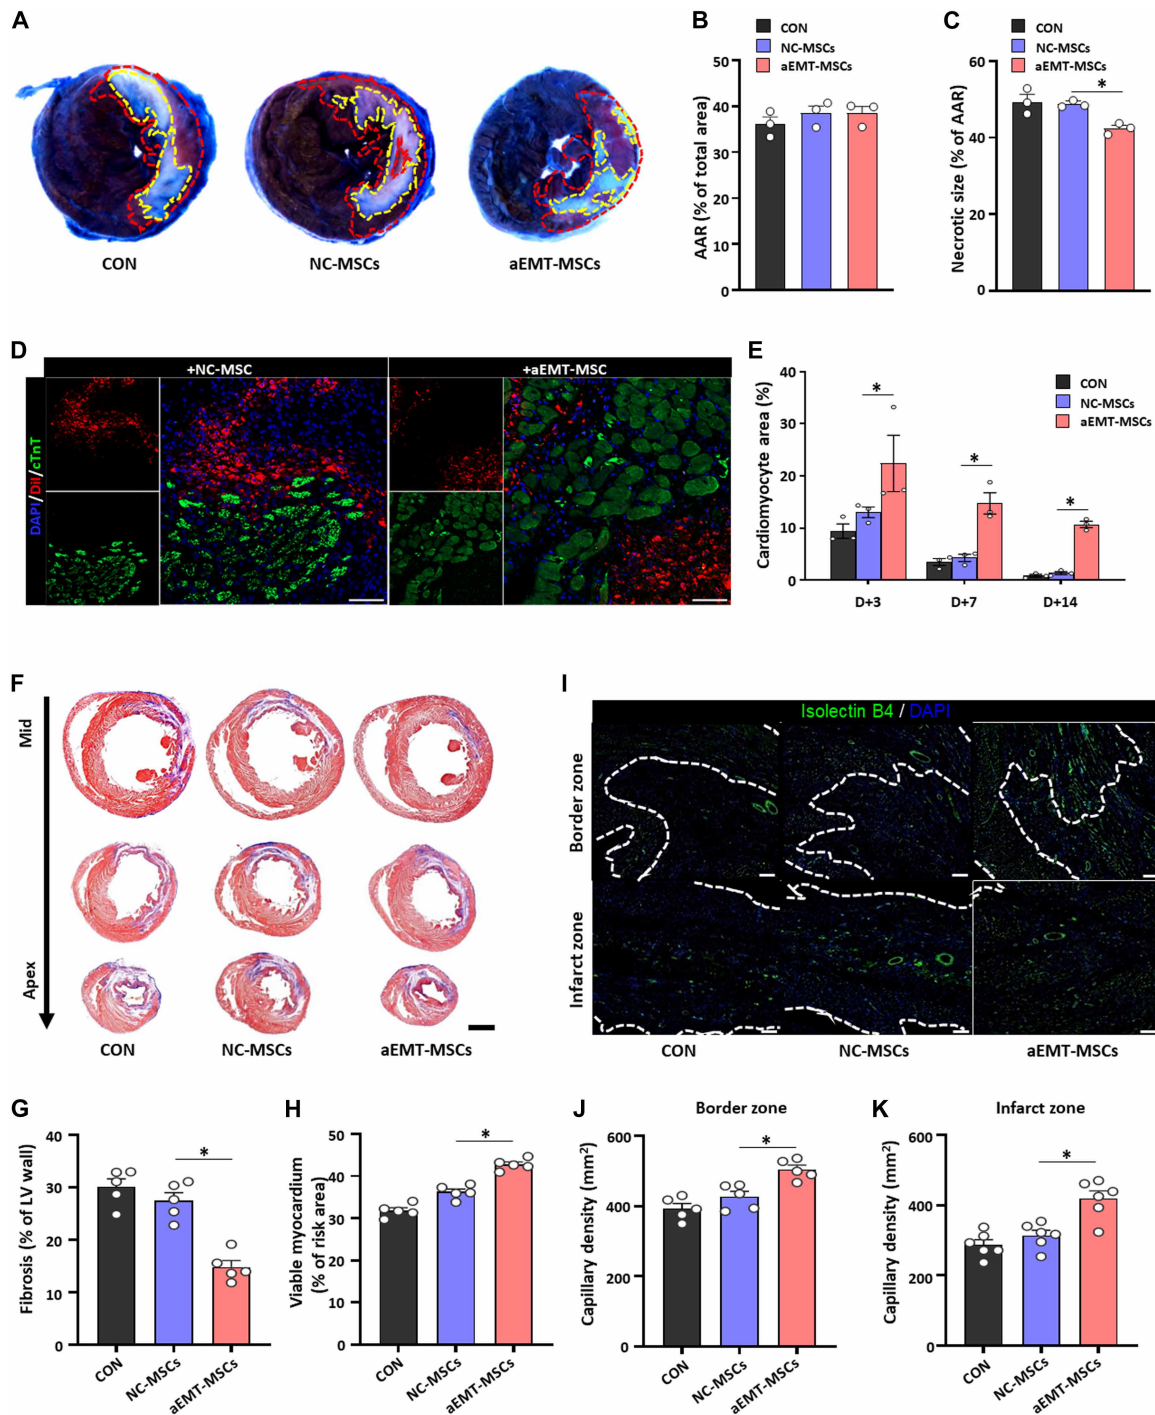 A
CON
NC-MSCs
aEMT-MSCs
B
CON
NC-MSCs
aEMT-MSCs
AAR (% of total area)
50
40
30
20
10
0
C
CON
NC-MSCs
aEMT-MSCs
Necrotic size (% of AAR)
60
40
20
0
*
D
+NC-MSC
+aEMT-MSC
DAPI/DiI/cTnT
E
Cardiomyocyte area (%)
40
30
20
10
0
CON
NC-MSCs
aEMT-MSCs
*
*
*
D+3
D+7
D+14
F
Mid
Apex
CON
NC-MSCs
aEMT-MSCs
I
Isolectin B4 / DAPI
Border zone
Infarct zone
CON
NC-MSCs
aEMT-MSCs
G
Fibrosis (% of LV wall)
40
30
20
10
0
*
CON
NC-MSCs
aEMT-MSCs
H
Viable myocardium
(% of risk area)
50
40
30
20
10
0
*
CON
NC-MSCs
aEMT-MSCs
J
Border zone
Capillary density (mm²)
600
400
200
0
*
CON
NC-MSCs
aEMT-MSCs
K
Infarct zone
Capillary density (mm²)
600
400
200
0
*
CON
NC-MSCs
aEMT-MSCs